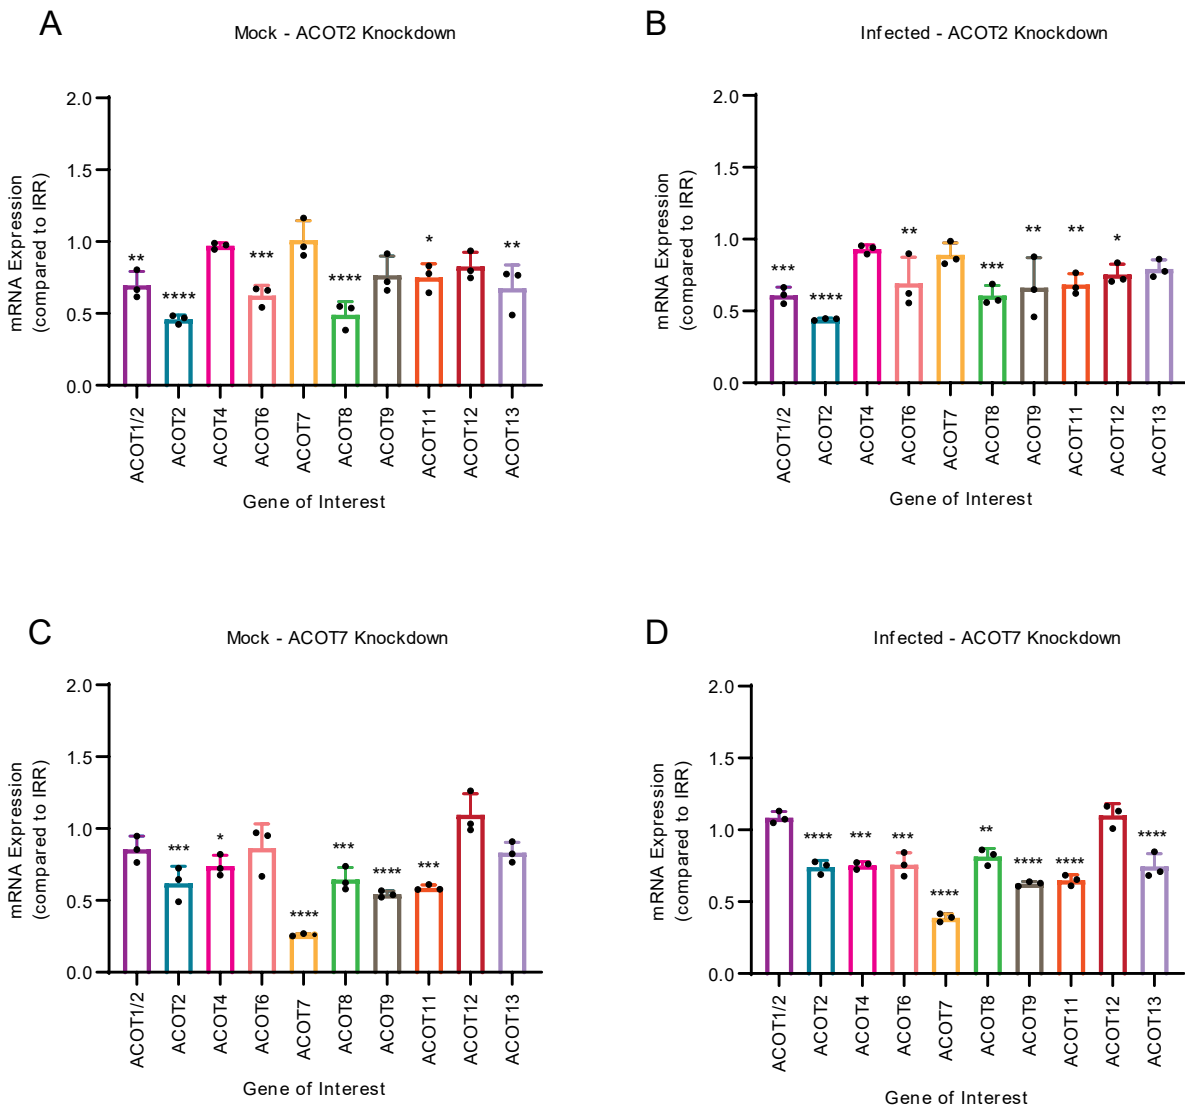 A
Mock - ACOT2 Knockdown
mRNA Expression
(compared to IRR)
2.0
1.5
1.0
0.5
0.0
** **** *** **** * **
ACOT1/2 ACOT2 ACOT4 ACOT6 ACOT7 ACOT8 ACOT9 ACOT11 ACOT12 ACOT13
Gene of Interest
B
Infected - ACOT2 Knockdown
mRNA Expression
(compared to IRR)
2.0
1.5
1.0
0.5
0.0
*** **** ** *** ** ** *
ACOT1/2 ACOT2 ACOT4 ACOT6 ACOT7 ACOT8 ACOT9 ACOT11 ACOT12 ACOT13
Gene of Interest
C
Mock - ACOT7 Knockdown
mRNA Expression
(compared to IRR)
2.0
1.5
1.0
0.5
0.0
*** * **** *** **** ***
ACOT1/2 ACOT2 ACOT4 ACOT6 ACOT7 ACOT8 ACOT9 ACOT11 ACOT12 ACOT13
Gene of Interest
D
Infected - ACOT7 Knockdown
mRNA Expression
(compared to IRR)
2.0
1.5
1.0
0.5
0.0
**** *** *** **** ** **** **** ****
ACOT1/2 ACOT2 ACOT4 ACOT6 ACOT7 ACOT8 ACOT9 ACOT11 ACOT12 ACOT13
Gene of Interest